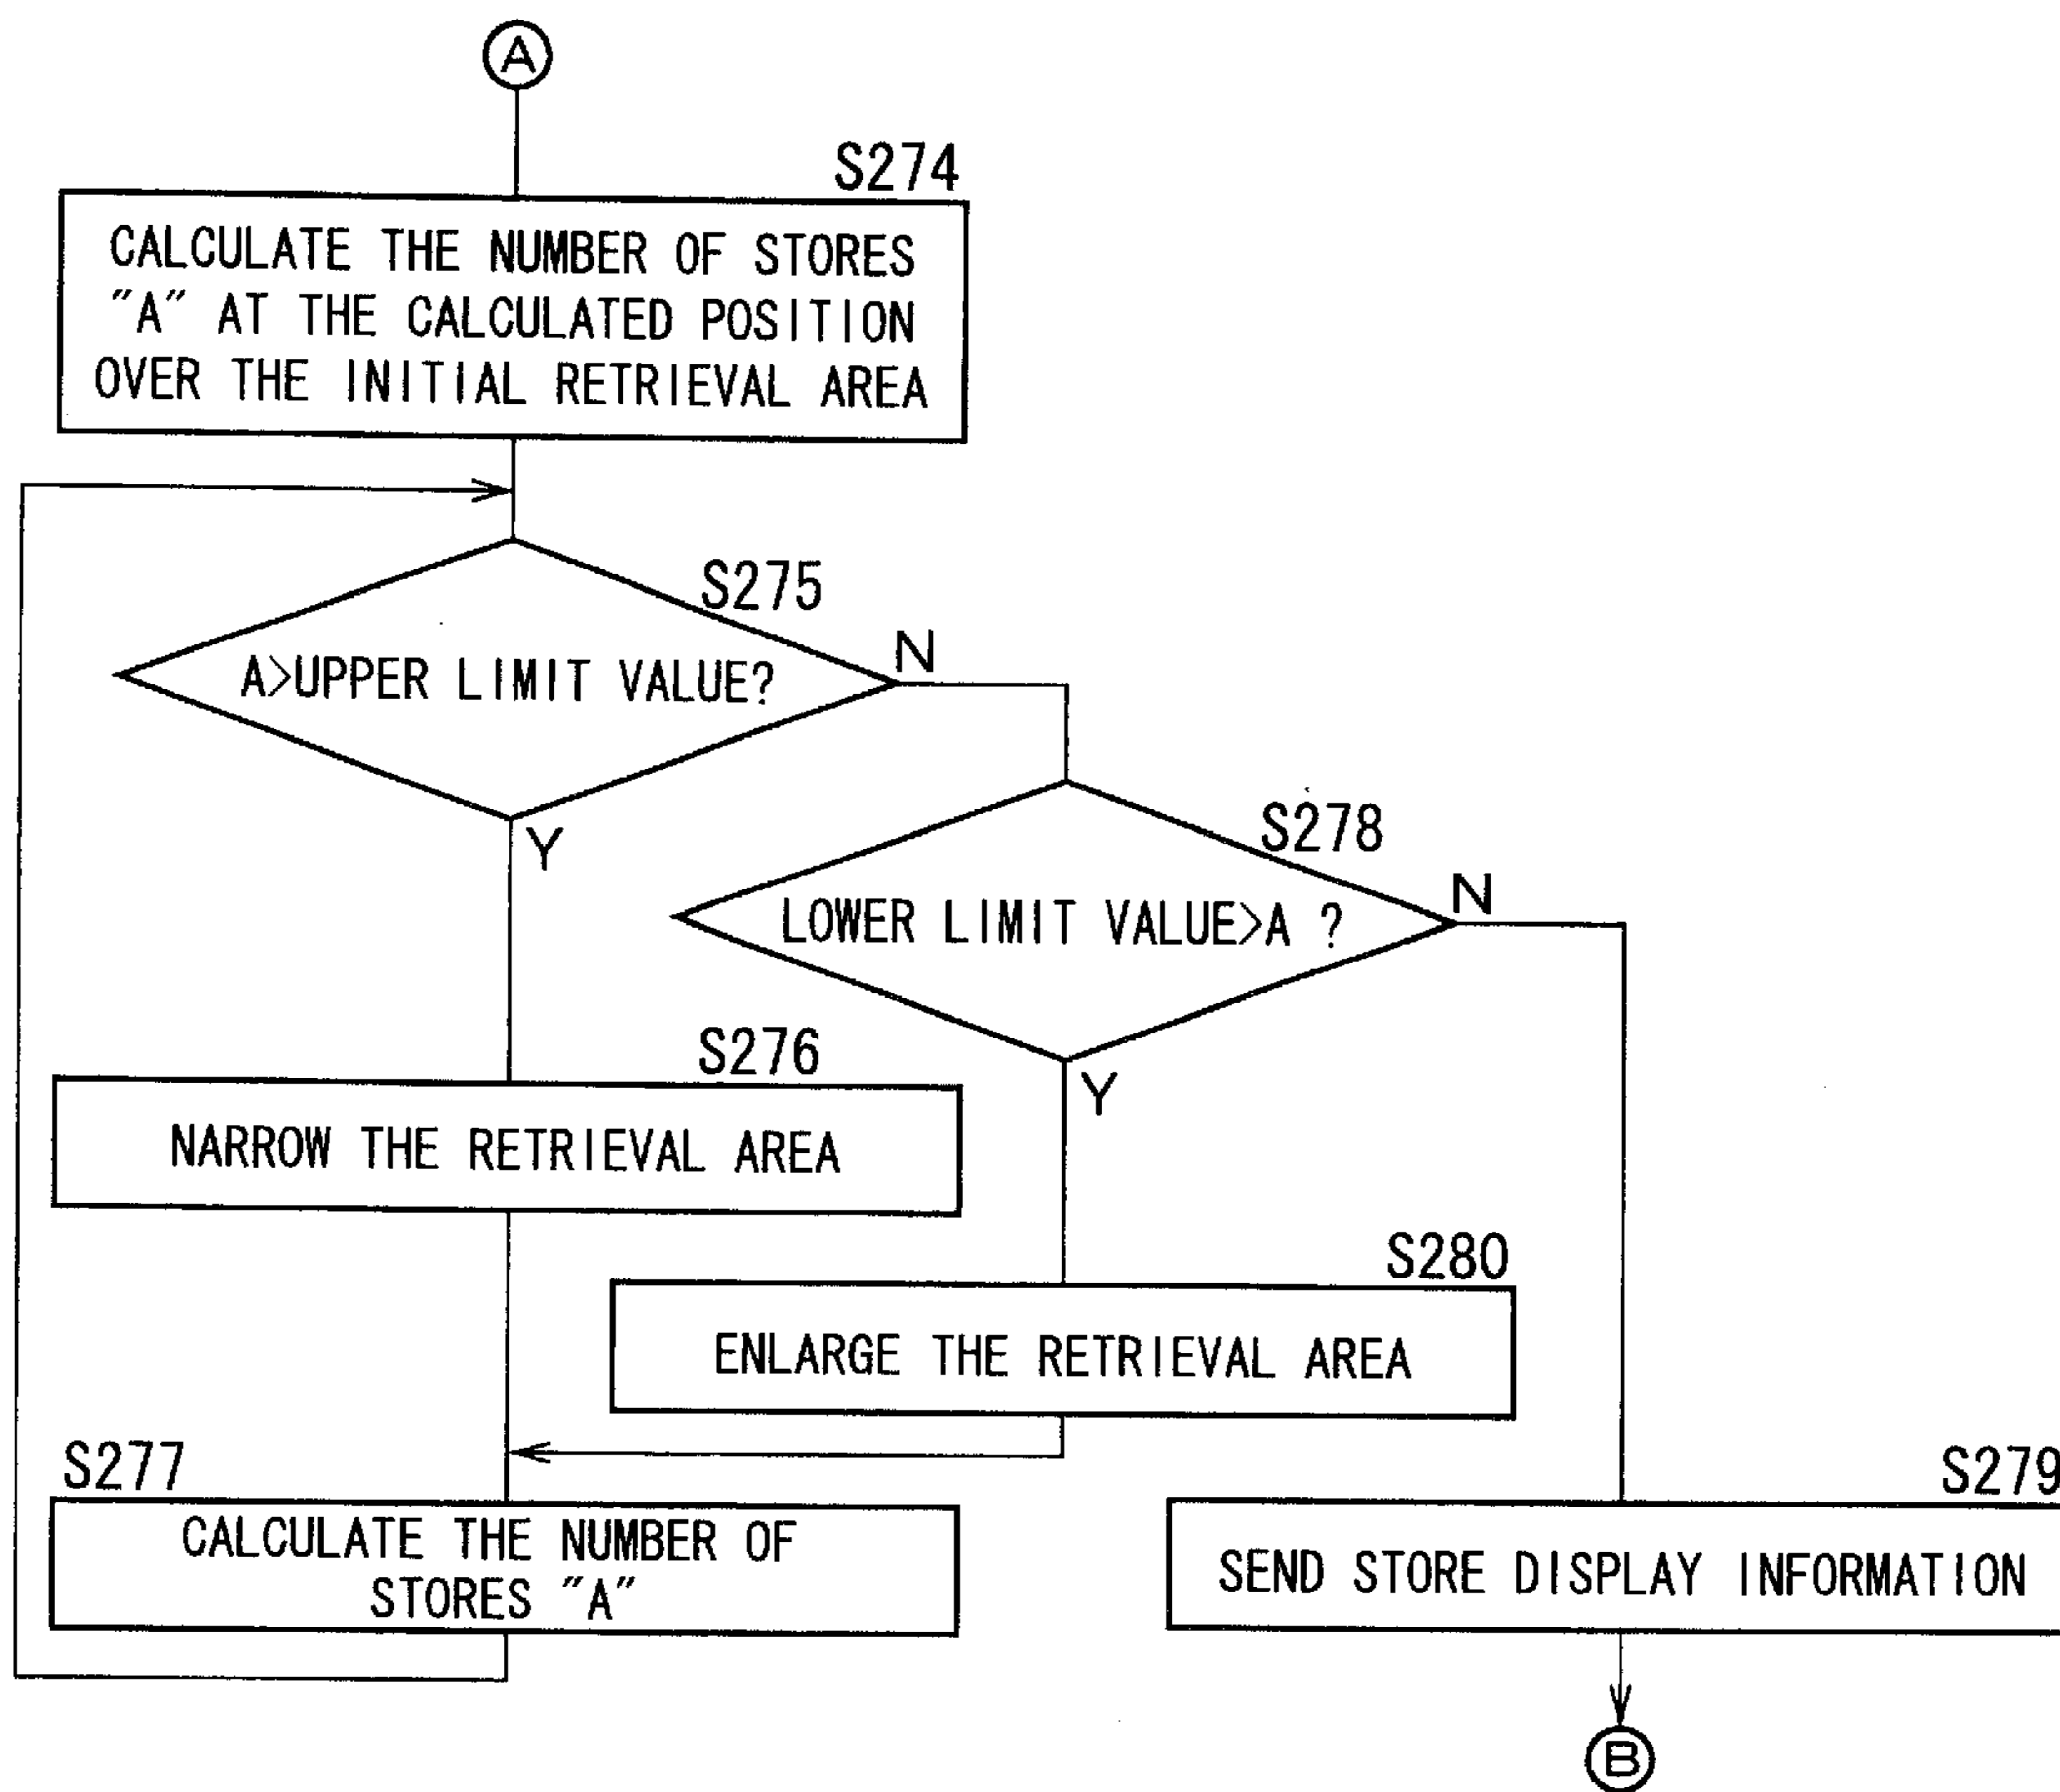 A
S274
CALCULATE THE NUMBER OF STORES
"A" AT THE CALCULATED POSITION
OVER THE INITIAL RETRIEVAL AREA
S275
A>UPPER LIMIT VALUE?
N
Y
S278
LOWER LIMIT VALUE>A ?
N
Y
S276
NARROW THE RETRIEVAL AREA
S280
ENLARGE THE RETRIEVAL AREA
S277
CALCULATE THE NUMBER OF
STORES "A"
S279
SEND STORE DISPLAY INFORMATION
B